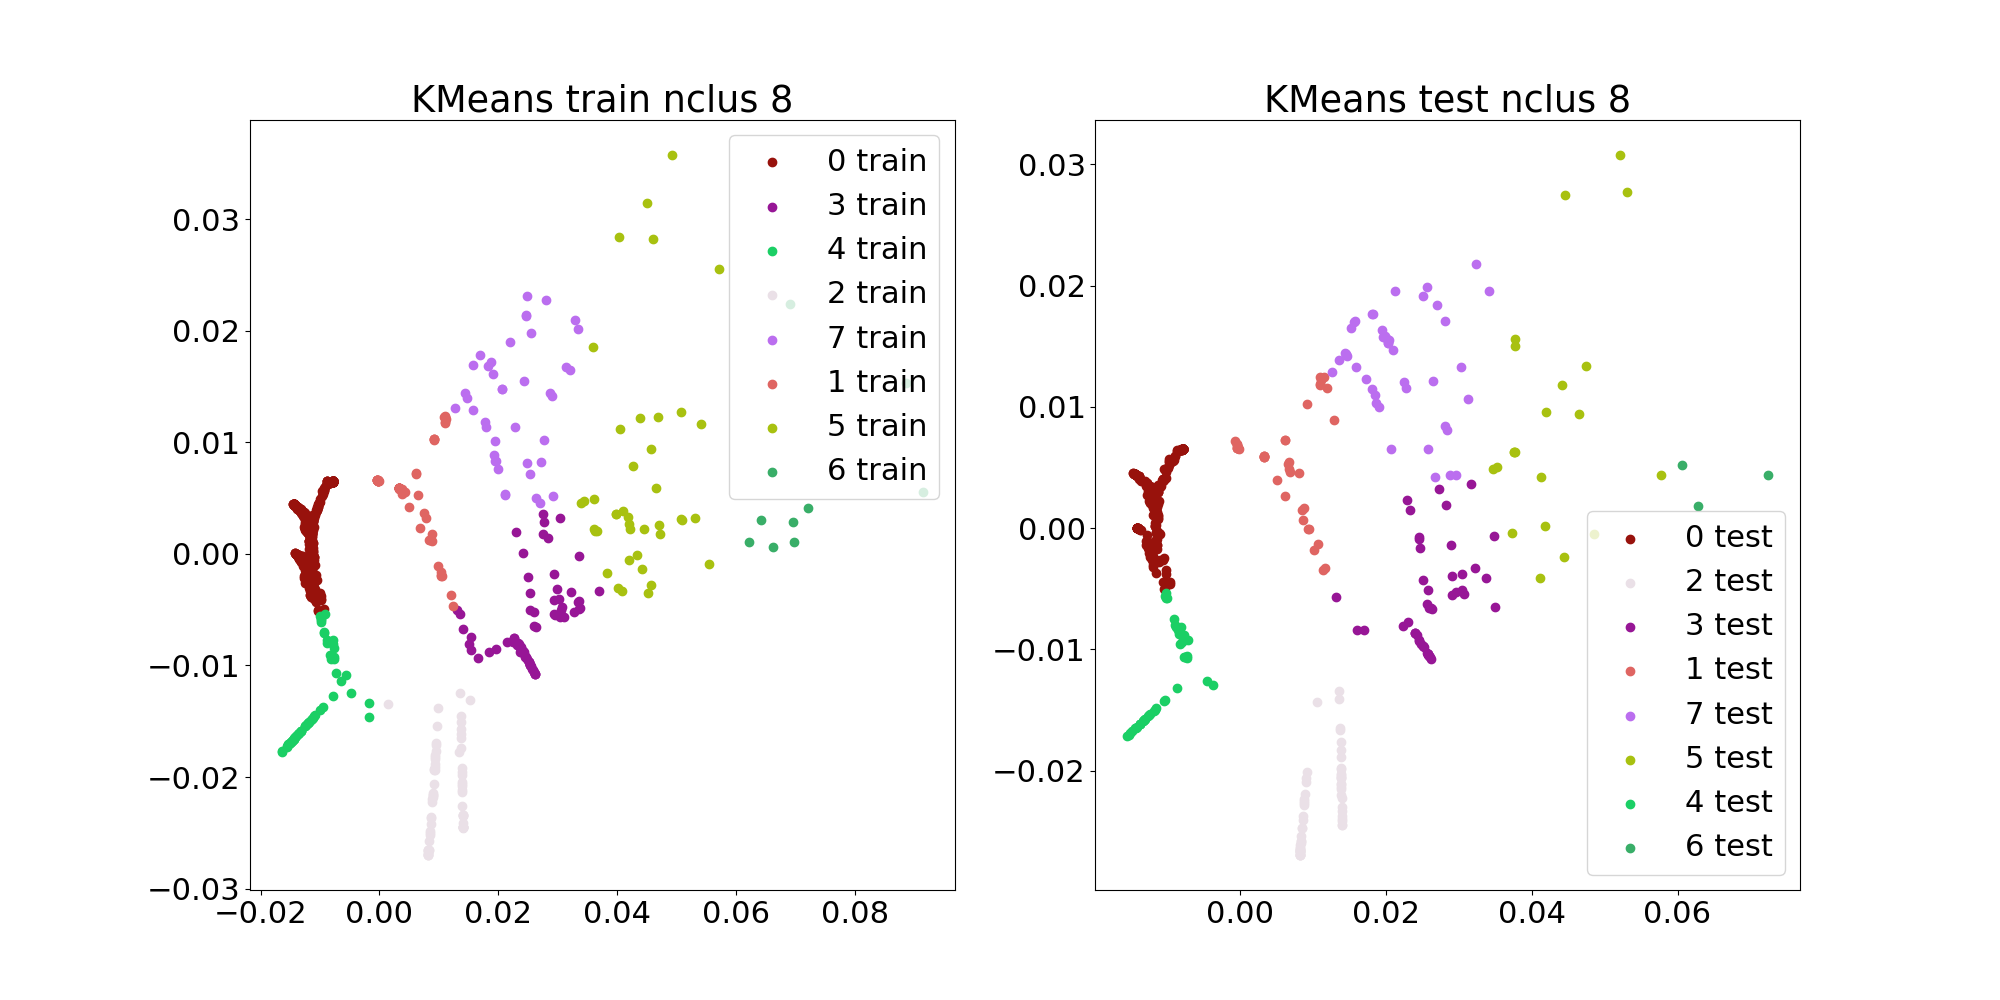 KMeans train nclus 8
0.03
0.02
0.01
0.00
−0.01
−0.02
−0.03
−0.02 0.00 0.02 0.04 0.06 0.08
0 train
3 train
4 train
2 train
7 train
1 train
5 train
6 train
KMeans test nclus 8
0.03
0.02
0.01
0.00
−0.01
−0.02
0.00 0.02 0.04 0.06
0 test
2 test
3 test
1 test
7 test
5 test
4 test
6 test